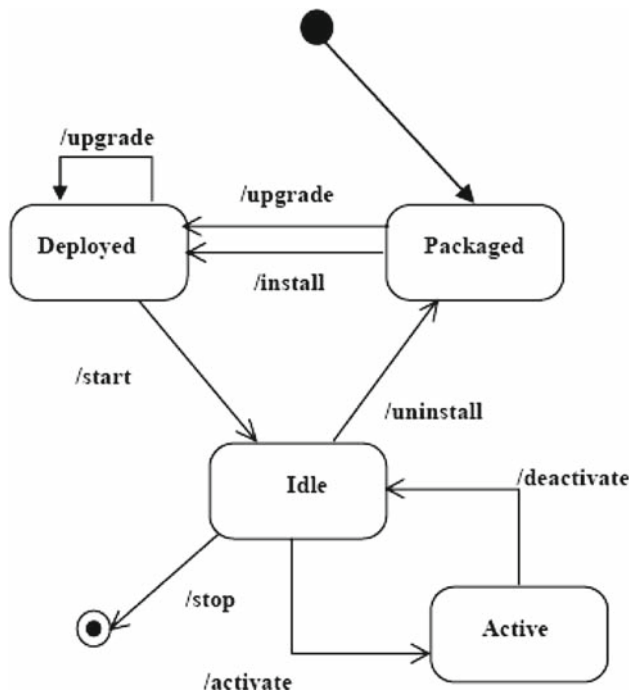 /upgrade
/upgrade
Deployed
Packaged
/install
/start
/uninstall
Idle
/deactivate
/stop
Active
/activate